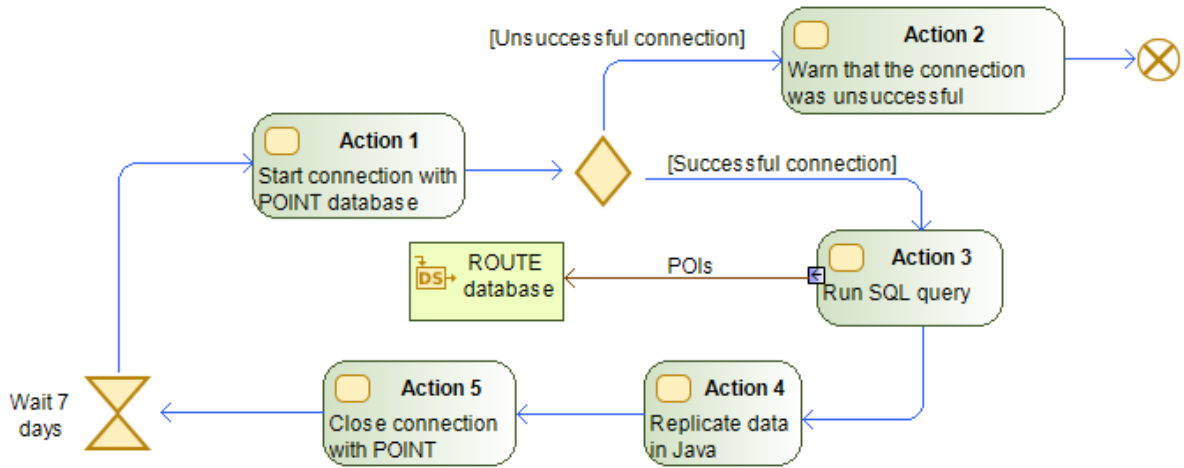 [Unsuccessful connection]
Action 2
Warn that the connection
was unsuccessful
Action 1
Start connection with
POINT database
[Successful connection]
Action 3
Run SQL query
POIs
DS
ROUTE
database
Action 5
Close connection
with POINT
Action 4
Replicate data
in Java
Wait 7
days